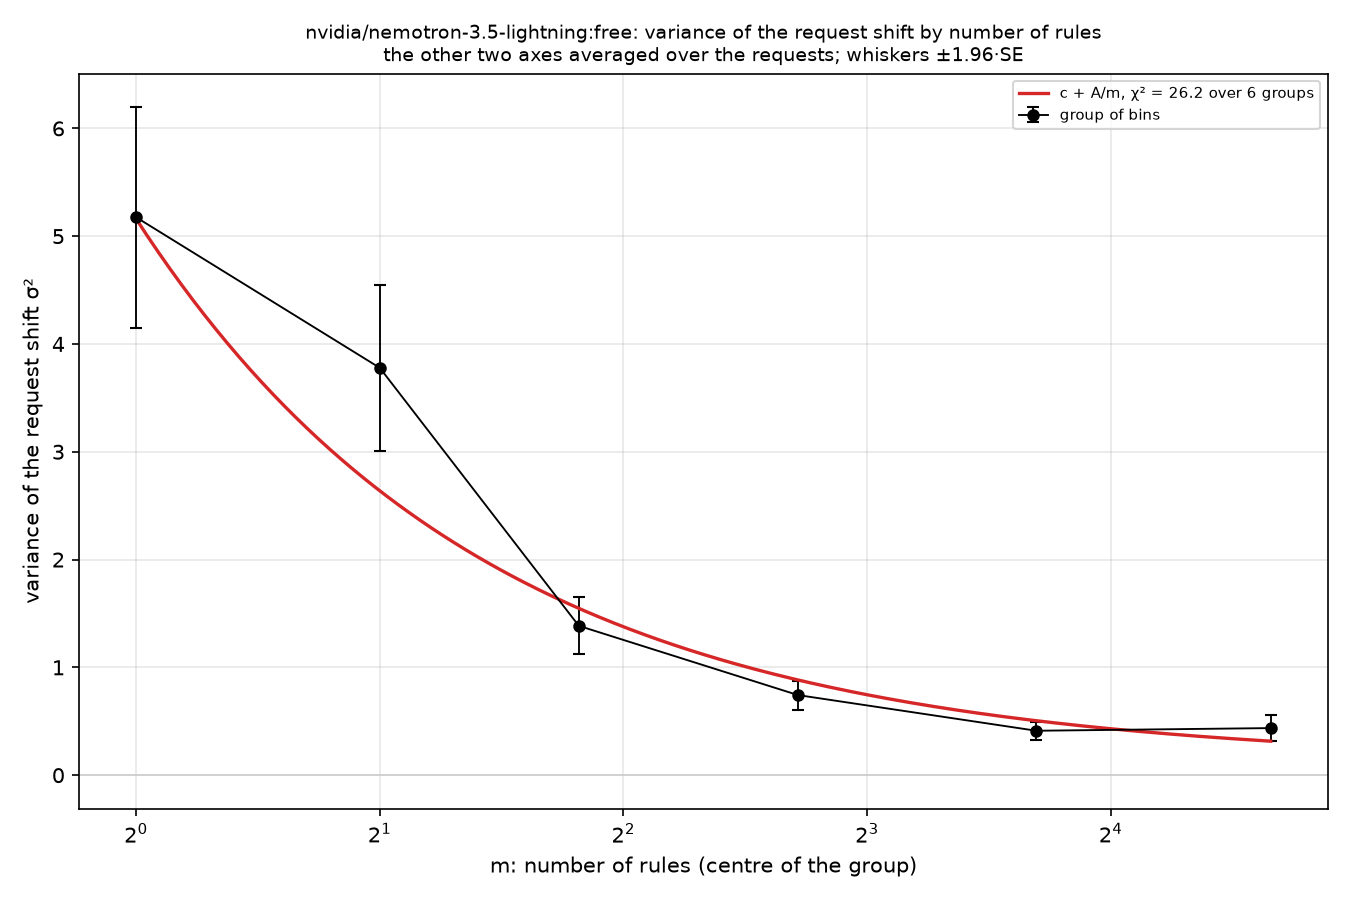 nvidia/nemotron-3.5-lightning:free: variance of the request shift by number of rules
the other two axes averaged over the requests; whiskers ±1.96·SE
c + A/m, χ² = 26.2 over 6 groups
group of bins
variance of the request shift σ²
6
5
4
3
2
1
0
2⁰
2¹
2²
2³
2⁴
m: number of rules (centre of the group)